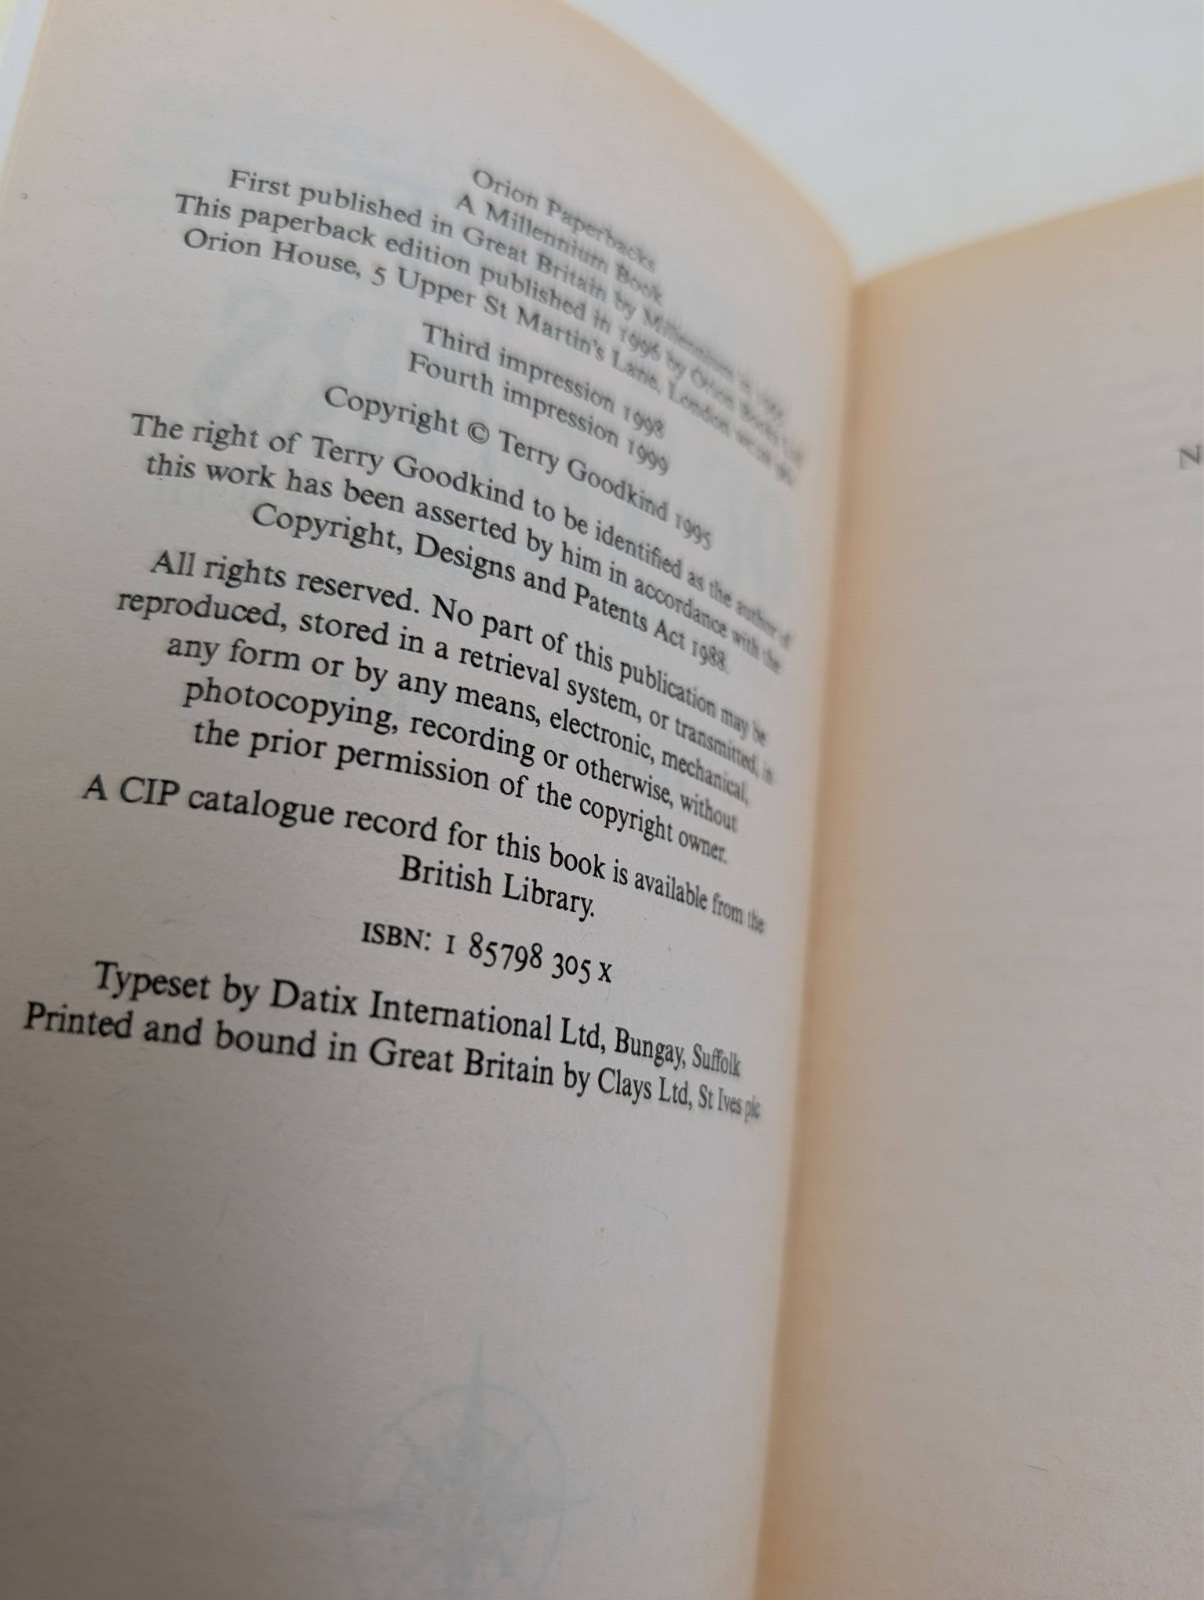 Orion Paperbacks
A Millennium Book
First published in Great Britain by Millennium in 1995
This paperback edition published in 1996 by Orion Books Ltd
Orion House, 5 Upper St Martin's Lane, London
Third impression 1998
Fourth impression 1999
Copyright © Terry Goodkind 1995
The right of Terry Goodkind to be identified as the author of
this work has been asserted by him in accordance with the
Copyright, Designs and Patents Act 1988.
All rights reserved. No part of this publication may be
reproduced, stored in a retrieval system, or transmitted, in
any form or by any means, electronic, mechanical,
photocopying, recording or otherwise, without
the prior permission of the copyright owner.
A CIP catalogue record for this book is available from the
British Library.
ISBN: 1 85798 305 X
Typeset by Datix International Ltd, Bungay, Suffolk
Printed and bound in Great Britain by Clays Ltd, St Ives plc
N